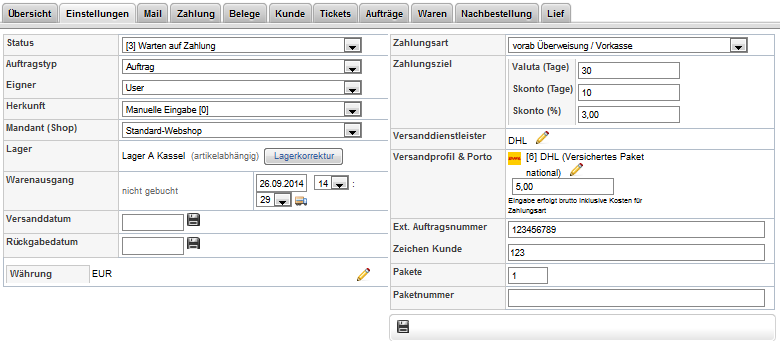 Übersicht Einstellungen Mail Zahlung Belege Kunde Tickets Aufträge Waren Nachbestellung Lief
Status [3] Warten auf Zahlung
Auftragstyp Auftrag
Eigner User
Herkunft Manuelle Eingabe [0]
Mandant (Shop) Standard-Webshop
Lager Lager A Kassel (artikelabhängig) Lagerkorrektur
Warenausgang nicht gebucht 26.09.2014 14 :
29
Versanddatum
Rückgabedatum
Währung EUR
Zahlungsart vorab Überweisung / Vorkasse
Zahlungsziel Valuta (Tage) 30
Skonto (Tage) 10
Skonto (%) 3,00
Versanddienstleister DHL
Versandprofil & Porto [6] DHL (Versichertes Paket
national)
5,00
Eingabe erfolgt brutto inklusive Kosten für
Zahlungsart
Ext. Auftragsnummer 123456789
Zeichen Kunde 123
Pakete 1
Paketnummer